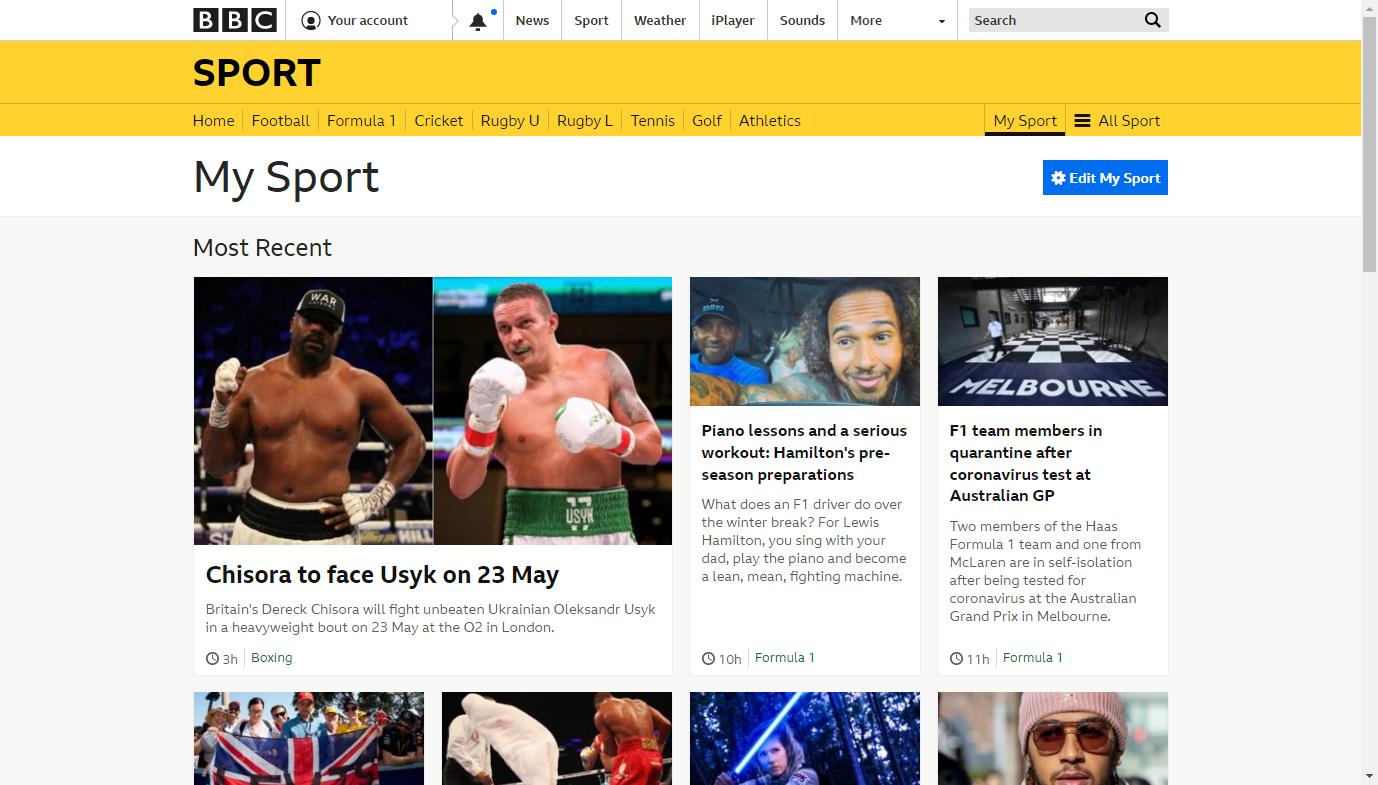 BBC
Your account
News
Sport
Weather
iPlayer
Sounds
More
Search
SPORT
Home
Football
Formula 1
Cricket
Rugby U
Rugby L
Tennis
Golf
Athletics
My Sport
All Sport
My Sport
Edit My Sport
Most Recent
WAR
USYK
MELBOURNE
Chisora to face Usyk on 23 May
Britain's Dereck Chisora will fight unbeaten Ukrainian Oleksandr Usyk
in a heavyweight bout on 23 May at the O2 in London.
3h
Boxing
Piano lessons and a serious
workout: Hamilton's pre-
season preparations
What does an F1 driver do over
the winter break? For Lewis
Hamilton, you sing with your
dad, play the piano and become
a lean, mean, fighting machine.
10h
Formula 1
F1 team members in
quarantine after
coronavirus test at
Australian GP
Two members of the Haas
Formula 1 team and one from
McLaren are in self-isolation
after being tested for
coronavirus at the Australian
Grand Prix in Melbourne.
11h
Formula 1